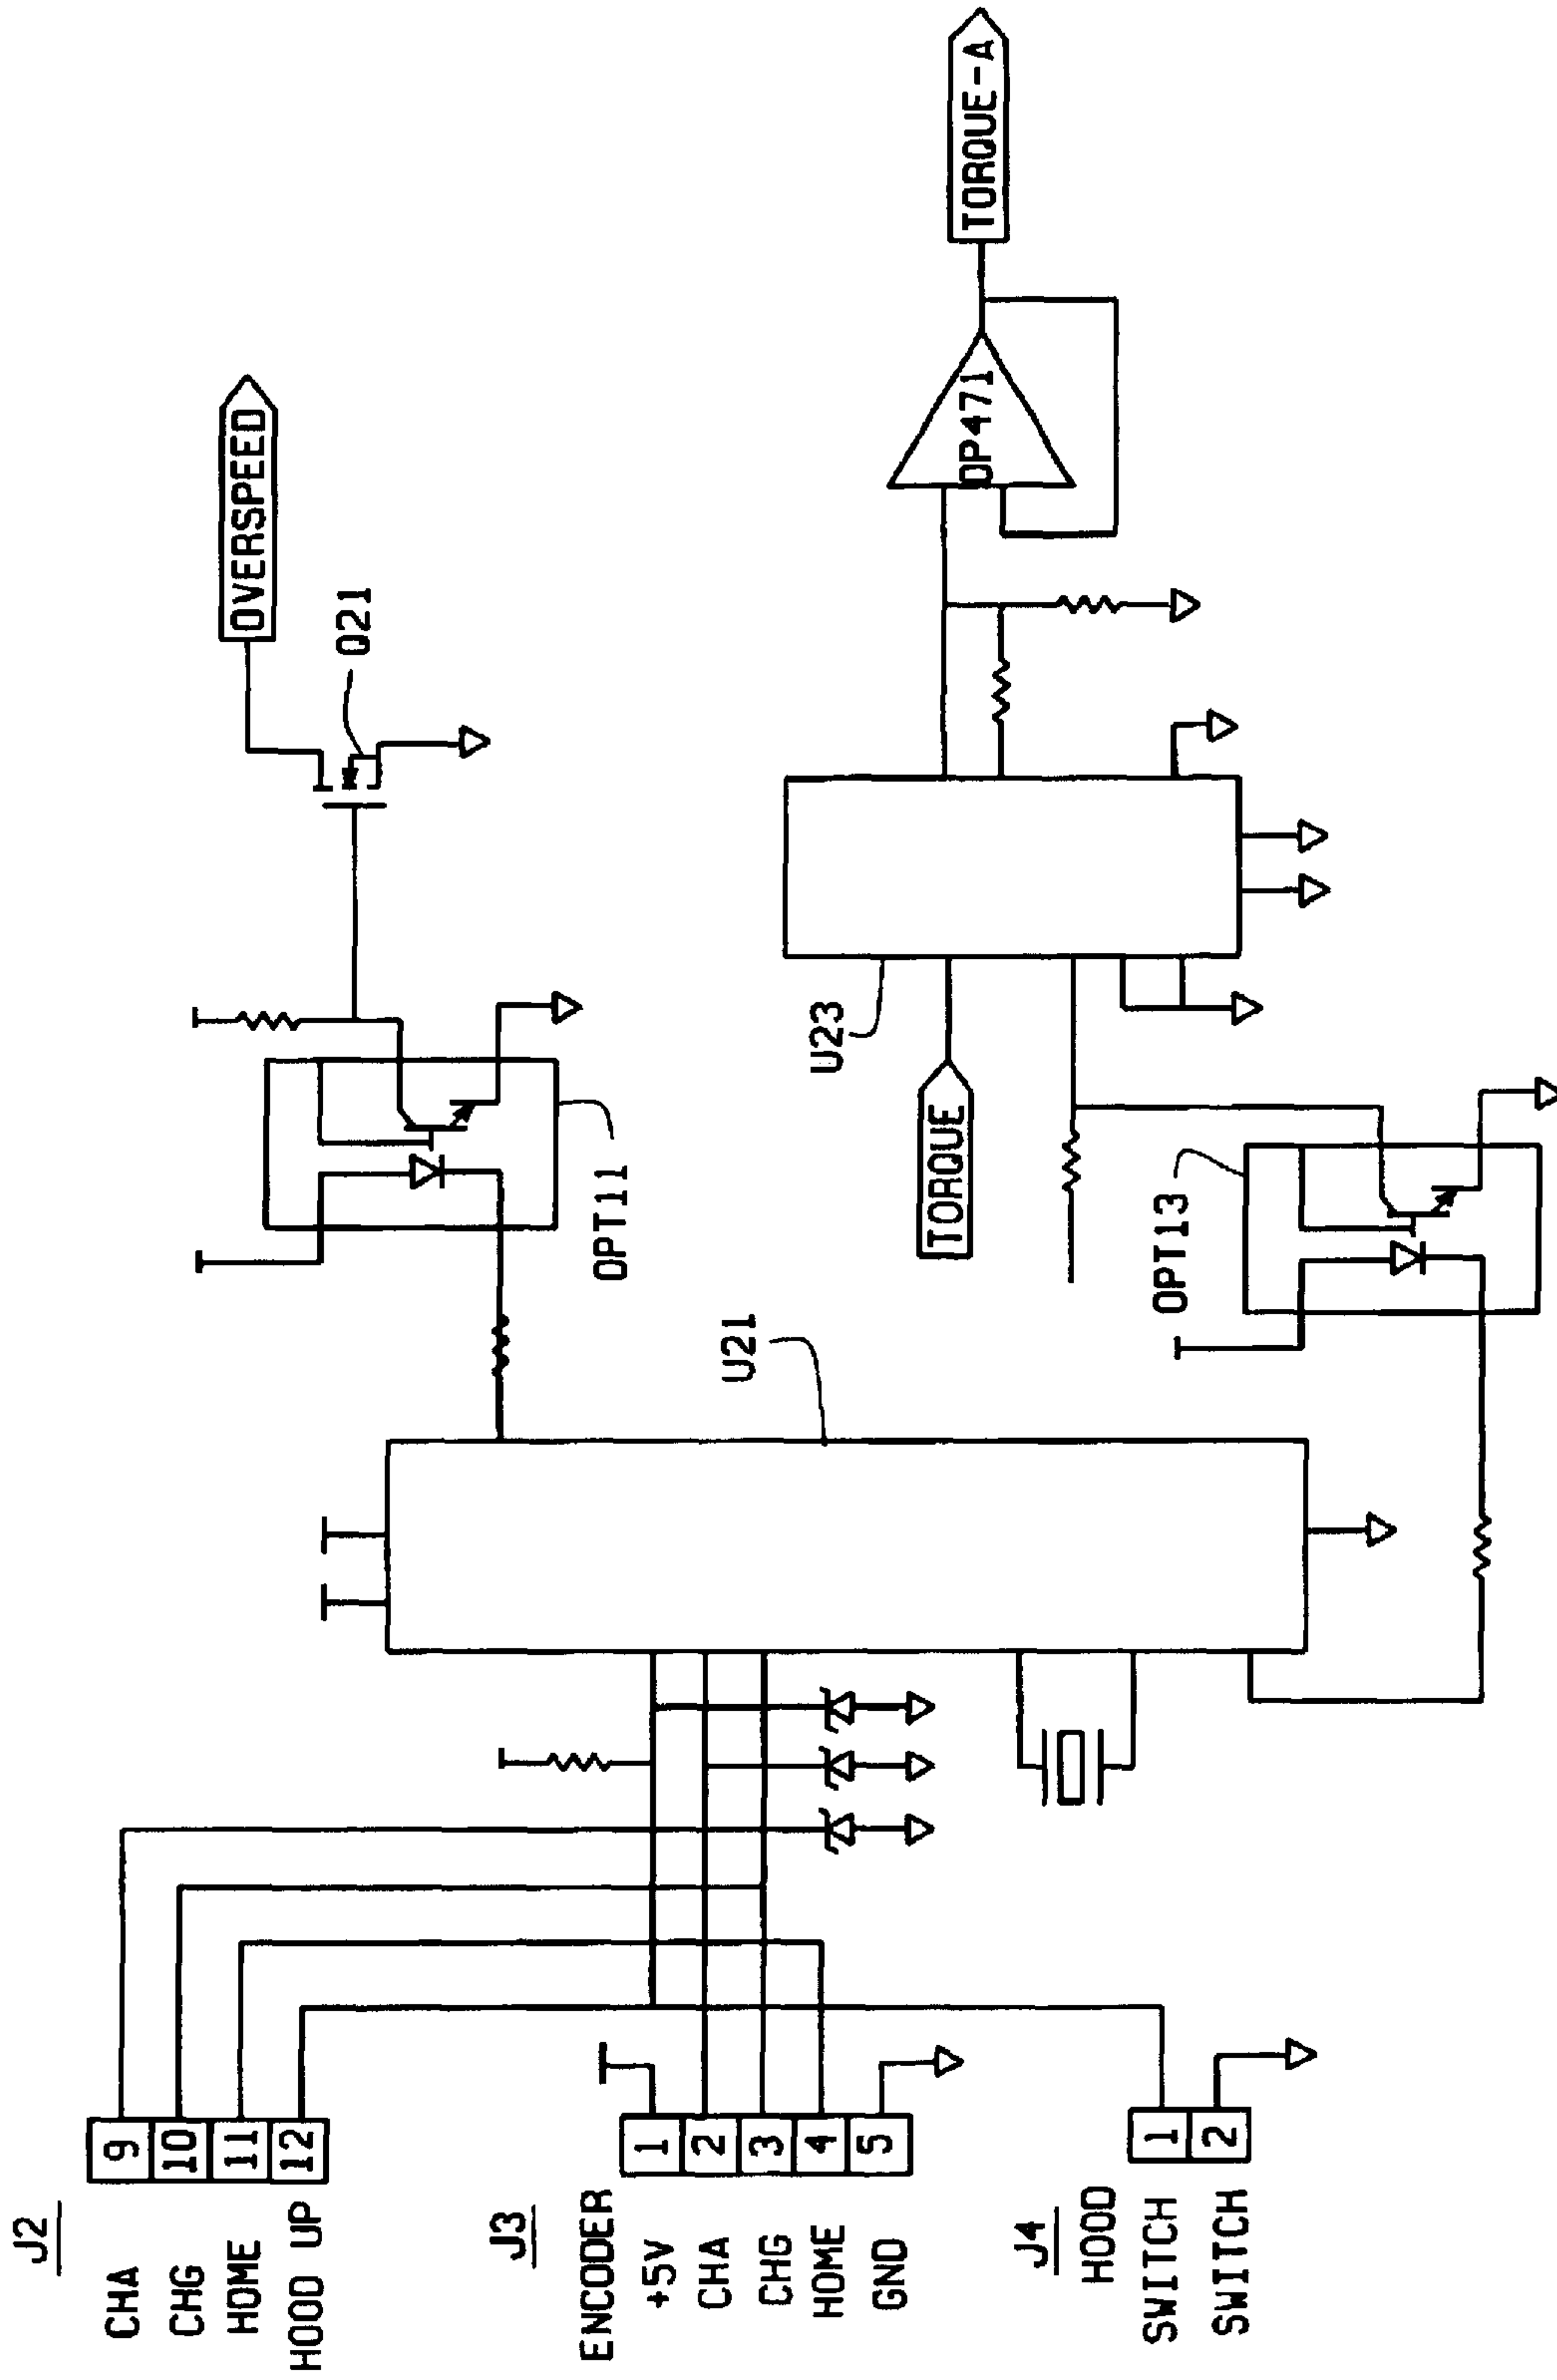 J2
CHA
9
CHG
10
HOME
11
HOOD UP
12
J3
ENCODER
+5V
1
CHA
2
CHG
3
HOME
4
GND
5
J4
HOOD
SWITCH
1
SWITCH
2
U21
OPT11
Q21
OVERSPEED
OPT13
TORQUE
U23
OP471
TORQUE-A